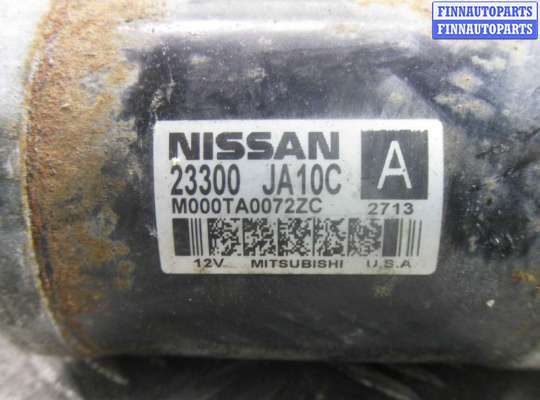 FINNAUTOPARTS
FINNAUTOPARTS
NISSAN
23300 JA10C A
M000TA0072ZC 2713
12V MITSUBISHI U.S.A